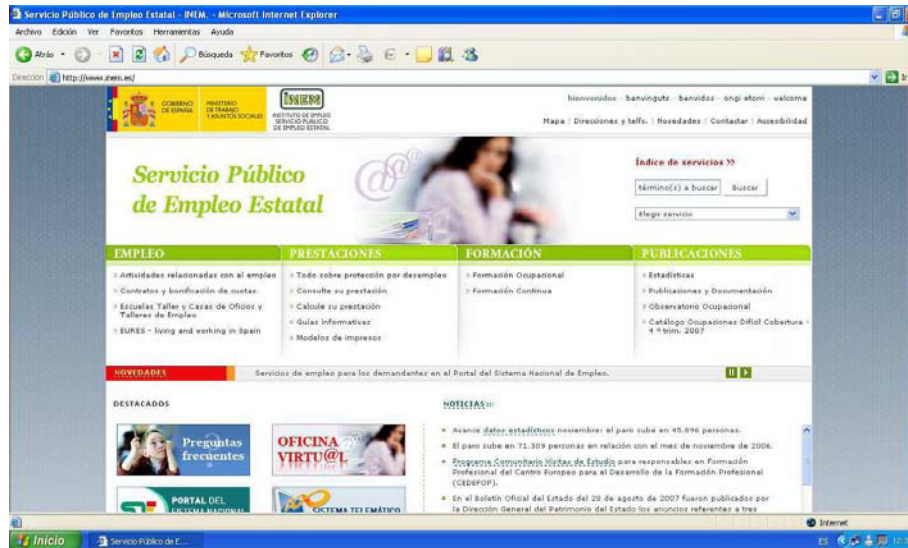 Servicio Público de Empleo Estatal - INEM. - Microsoft Internet Explorer
Archivo Edición Ver Favoritos Herramientas Ayuda
Atrás Búsqueda Favoritos
Dirección http://www.inem.es/
GOBIERNO DE ESPAÑA
MINISTERIO DE TRABAJO Y ASUNTOS SOCIALES
INEM
INSTITUTO DE EMPLEO
SERVICIO PÚBLICO
DE EMPLEO ESTATAL
bienvenidos - benvinguts - benvidos - ongi etorri - welcome
Mapa | Direcciones y telfs. | Novedades | Contactar | Accesibilidad
Servicio Público
de Empleo Estatal
Índice de servicios
término(s) a buscar Buscar
Elegir servicio
EMPLEO
Actividades relacionadas con el empleo
Contratos y bonificación de cuotas
Escuelas Taller y Casas de Oficios y
Talleres de Empleo
EURES - living and working in Spain
PRESTACIONES
Todo sobre protección por desempleo
Consulte su prestación
Calcule su prestación
Guías informativas
Modelos de impresos
FORMACIÓN
Formación Ocupacional
Formación Continua
PUBLICACIONES
Estadísticas
Publicaciones y Documentación
Observatorio Ocupacional
Catálogo Ocupaciones Difícil Cobertura -
4º trim. 2007
NOVEDADES
Servicios de empleo para los demandantes en el Portal del Sistema Nacional de Empleo.
DESTACADOS
Preguntas
frecuentes
OFICINA
VIRTU@L
PORTAL DEL
SISTEMA NACIONAL
SISTEMA TELEMÁTICO
NOTICIAS
Avance datos estadísticos noviembre: el paro sube en 45.896 personas.
El paro sube en 71.309 personas en relación con el mes de noviembre de 2006.
Programa Comunitario Visitas de Estudio para responsables en Formación
Profesional del Centro Europeo para el Desarrollo de la Formación Profesional
(CEDEFOP).
En el Boletín Oficial del Estado del 28 de agosto de 2007 fueron publicados por
la Dirección General del Patrimonio del Estado los anuncios referentes a tres
Internet
Inicio
Servicio Público de E...
ES